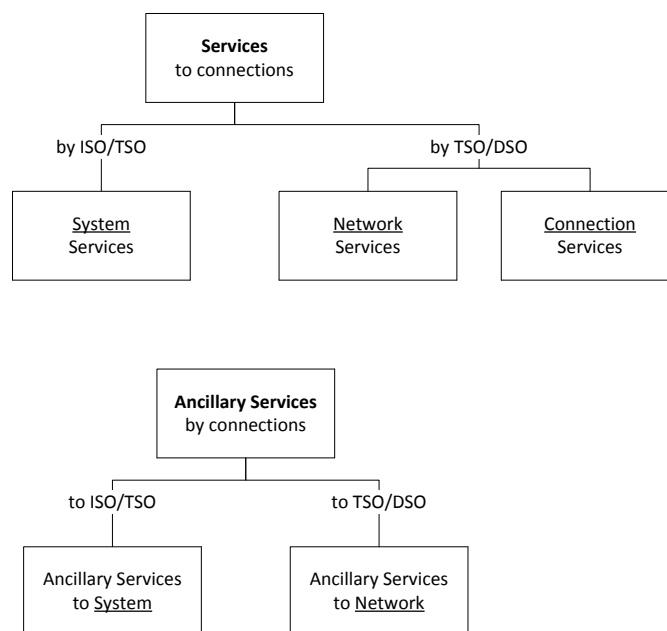 Services
to connections
by ISO/TSO
by TSO/DSO
System
Services
Network
Services
Connection
Services
Ancillary Services
by connections
to ISO/TSO
to TSO/DSO
Ancillary Services
to System
Ancillary Services
to Network